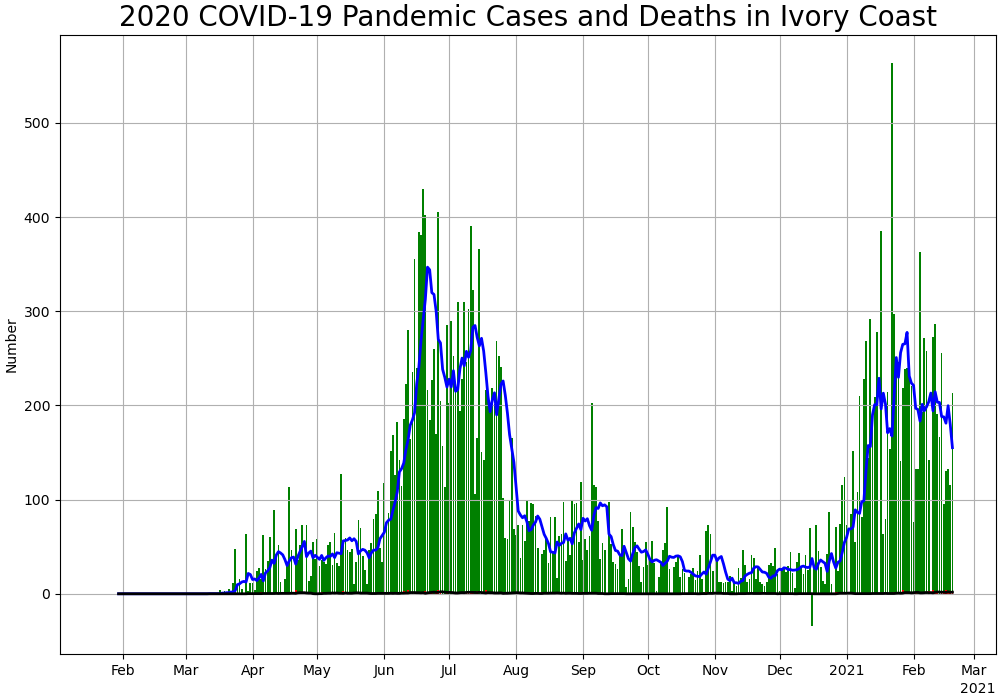 2020 COVID-19 Pandemic Cases and Deaths in Ivory Coast
Number
500
400
300
200
100
0
Feb Mar Apr May Jun Jul Aug Sep Oct Nov Dec 2021 Feb Mar
2021